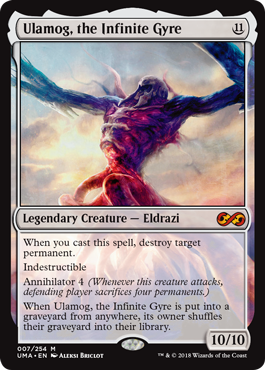 Ulamog, the Infinite Gyre 11
Legendary Creature — Eldrazi
When you cast this spell, destroy target
permanent.
Indestructible
Annihilator 4 (Whenever this creature attacks,
defending player sacrifices four permanents.)
When Ulamog, the Infinite Gyre is put into a
graveyard from anywhere, its owner shuffles
their graveyard into their library.
10/10
007/254 M
UMA • EN Aleksi Briclot
™ & © 2018 Wizards of the Coast